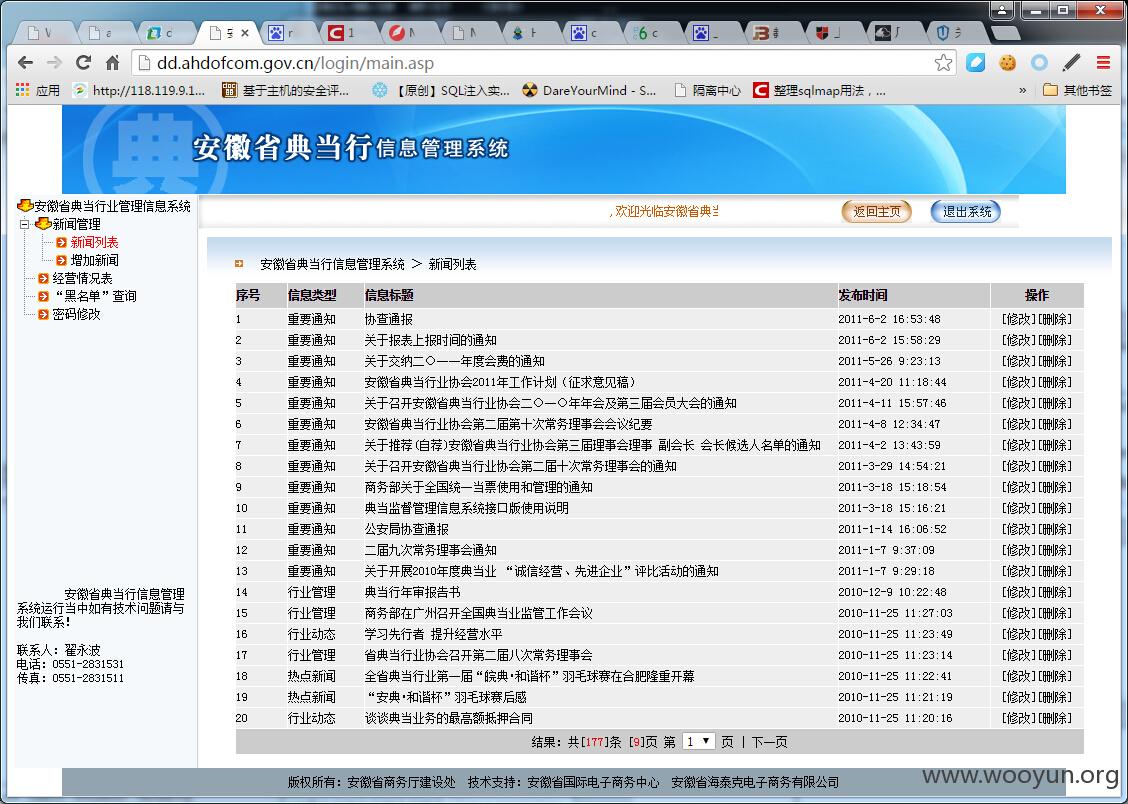 dd.ahdofcom.gov.cn/login/main.asp
应用 http://118.119.9.1... 基于主机的安全评... 【原创】SQL注入实... DareYourMind - S... 隔离中心 整理sqlmap用法，... » 其他书签
安徽省典当行信息管理系统
安徽省典当行业管理信息系统
新闻管理
新闻列表
增加新闻
经营情况表
“黑名单”查询
密码修改
安徽省典当行信息管理系统运行当中如有技术问题请与我们联系！
联系人：翟永波
电话：0551-2831531
传真：0551-2831511
，欢迎光临安徽省典当
返回主页 退出系统
安徽省典当行信息管理系统 ＞ 新闻列表
序号 信息类型 信息标题 发布时间 操作
1 重要通知 协查通报 2011-6-2 16:53:48 [修改][删除]
2 重要通知 关于报表上报时间的通知 2011-6-2 15:58:29 [修改][删除]
3 重要通知 关于交纳二〇一一年度会费的通知 2011-5-26 9:23:13 [修改][删除]
4 重要通知 安徽省典当行业协会2011年工作计划（征求意见稿） 2011-4-20 11:18:44 [修改][删除]
5 重要通知 关于召开安徽省典当行业协会二〇一〇年年会及第三届会员大会的通知 2011-4-11 15:57:46 [修改][删除]
6 重要通知 安徽省典当行业协会第二届第十次常务理事会会议纪要 2011-4-8 12:34:47 [修改][删除]
7 重要通知 关于推荐(自荐)安徽省典当行业协会第三届理事会理事 副会长 会长候选人名单的通知 2011-4-2 13:43:59 [修改][删除]
8 重要通知 关于召开安徽省典当行业协会第二届十次常务理事会的通知 2011-3-29 14:54:21 [修改][删除]
9 重要通知 商务部关于全国统一当票使用和管理的通知 2011-3-18 15:18:54 [修改][删除]
10 重要通知 典当监督管理信息系统接口版使用说明 2011-3-18 15:16:21 [修改][删除]
11 重要通知 公安局协查通报 2011-1-14 16:06:52 [修改][删除]
12 重要通知 二届九次常务理事会通知 2011-1-7 9:37:09 [修改][删除]
13 重要通知 关于开展2010年度典当业 “诚信经营、先进企业”评比活动的通知 2011-1-7 9:29:18 [修改][删除]
14 行业管理 典当行年审报告书 2010-12-9 10:22:48 [修改][删除]
15 行业管理 商务部在广州召开全国典当业监管工作会议 2010-11-25 11:27:03 [修改][删除]
16 行业动态 学习先行者 提升经营水平 2010-11-25 11:23:49 [修改][删除]
17 行业管理 省典当行业协会召开第二届八次常务理事会 2010-11-25 11:23:14 [修改][删除]
18 热点新闻 全省典当行业第一届“皖典·和谐杯”羽毛球赛在合肥隆重开幕 2010-11-25 11:22:41 [修改][删除]
19 热点新闻 “安典·和谐杯”羽毛球赛后感 2010-11-25 11:21:19 [修改][删除]
20 行业动态 谈谈典当业务的最高额抵押合同 2010-11-25 11:20:16 [修改][删除]
结果：共[177]条 [9]页 第 1 页 | 下一页
版权所有：安徽省商务厅建设处 技术支持：安徽省国际电子商务中心 安徽省海泰克电子商务有限公司
www.wooyun.org